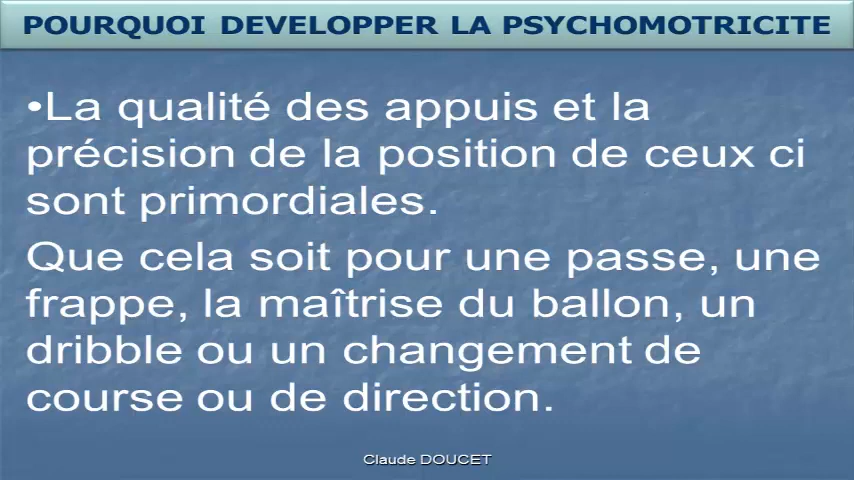 POURQUOI DEVELOPPER LA PSYCHOMOTRICITE
•La qualité des appuis et la
précision de la position de ceux ci
sont primordiales.
Que cela soit pour une passe, une
frappe, la maîtrise du ballon, un
dribble ou un changement de
course ou de direction.
Claude DOUCET